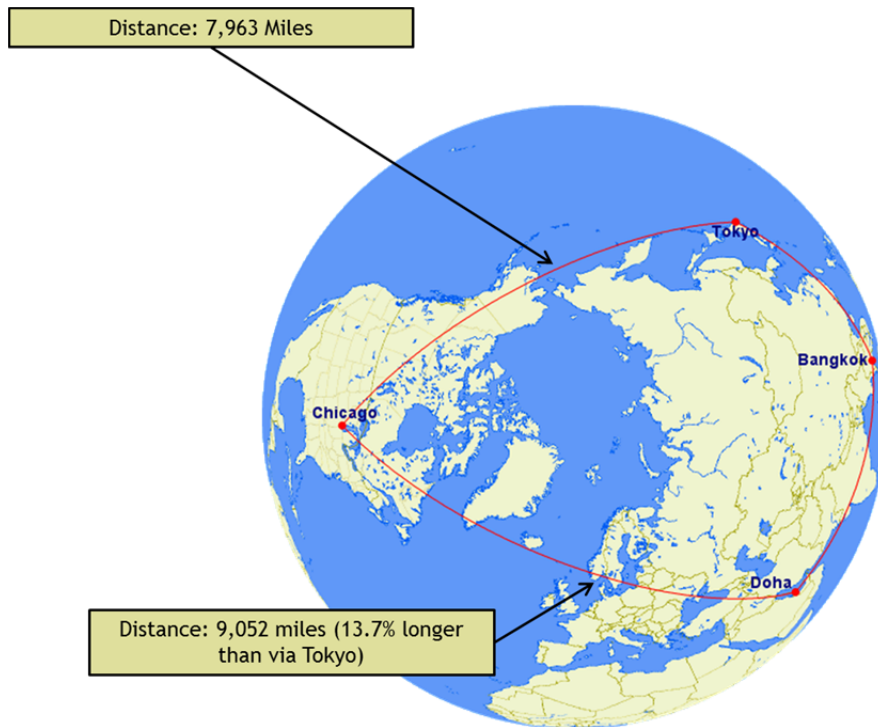 Distance: 7,963 Miles
Tokyo
Bangkok
Chicago
Doha
Distance: 9,052 miles (13.7% longer
than via Tokyo)